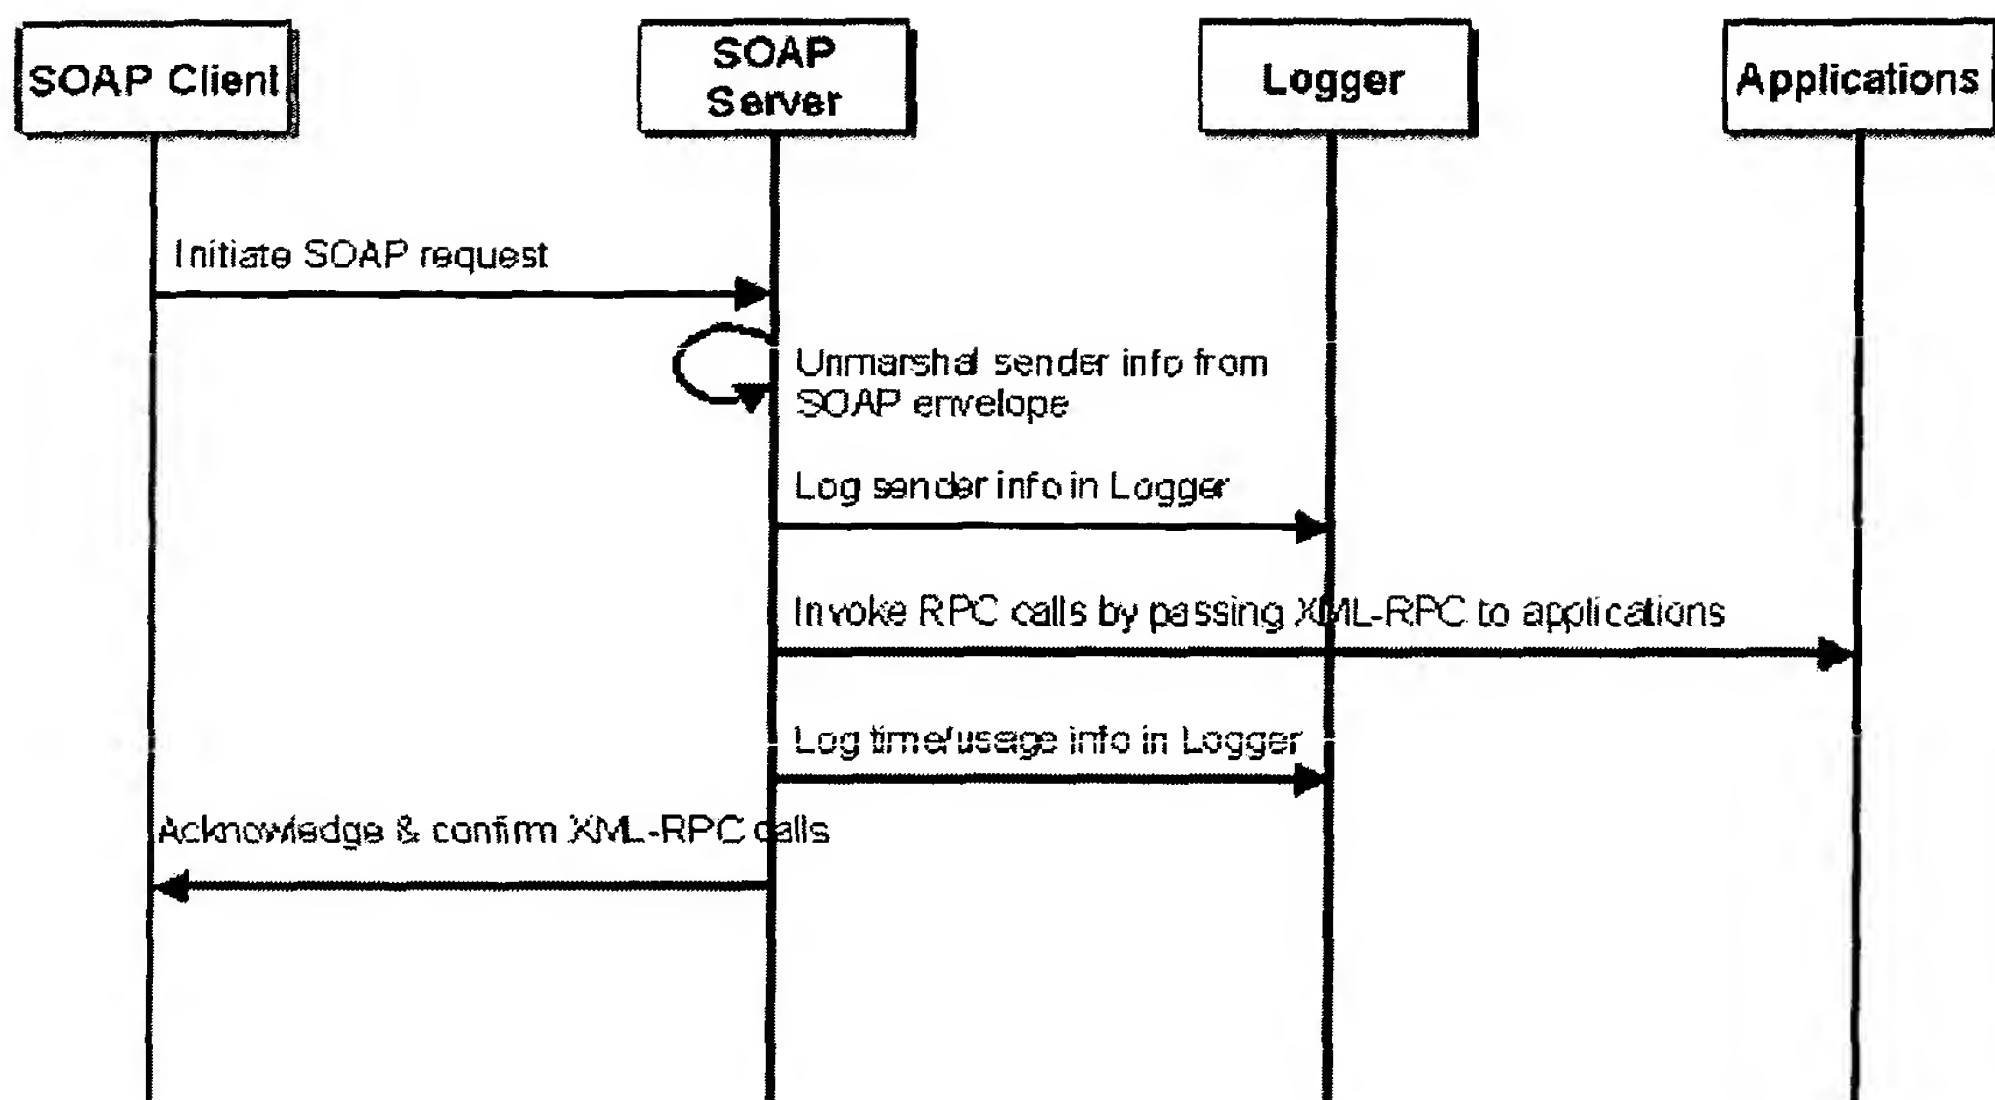 SOAP Client
SOAP
Server
Logger
Applications
Initiate SOAP request
Unmarshal sender info from
SOAP envelope
Log sender info in Logger
Invoke RPC calls by passing XML-RPC to applications
Log time/usage info in Logger
Acknowledge & confirm XML-RPC calls